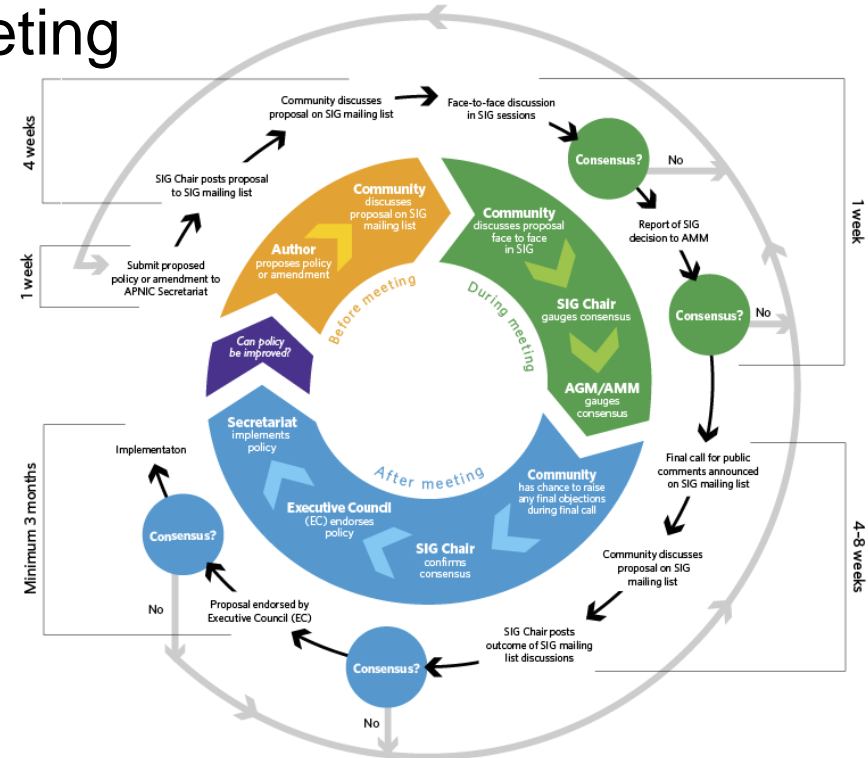 eting
4 weeks
1 week
Community discusses
proposal on SIG mailing list
SIG Chair posts proposal
to SIG mailing list
Submit proposed
policy or amendment to
APNIC Secretariat
Face-to-face discussion
in SIG sessions
Consensus?
No
Report of SIG
decision to AMM
Consensus?
No
1 week
Author
proposes policy
or amendment
Community
discusses
proposal on SIG
mailing list
Before meeting
Community
discusses proposal
face to face
in SIG
SIG Chair
gauges consensus
AGM/AMM
gauges
consensus
During meeting
Can policy
be improved?
Secretariat
implements
policy
Executive Council
(EC) endorses
policy
SIG Chair
confirms
consensus
Community
has chance to raise
any final objections
during final call
After meeting
Final call for public
comments announced
on SIG mailing list
Community discusses
proposal on SIG
mailing list
SIG Chair posts
outcome of SIG mailing
list discussions
4–8 weeks
Consensus?
No
Proposal endorsed by
Executive Council (EC)
Consensus?
No
Implementaton
Minimum 3 months